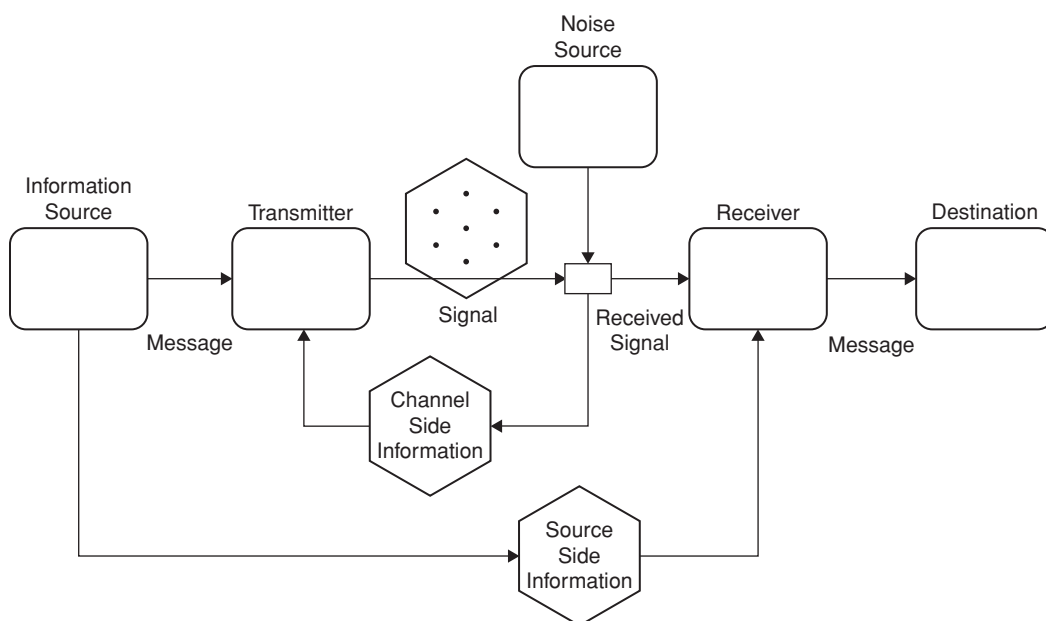 Noise
Source
Information
Source
Transmitter
Receiver
Destination
Signal
Received
Signal
Message
Message
Channel
Side
Information
Source
Side
Information